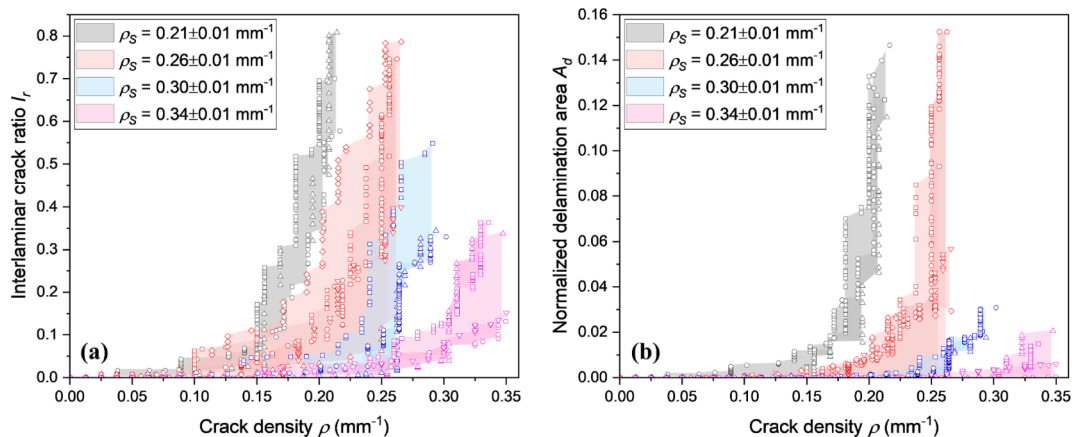 0.8
0.7
0.6
0.5
0.4
0.3
0.2
0.1
0.0
Interlaminar crack ratio I_r
ρ_S = 0.21±0.01 mm⁻¹
ρ_S = 0.26±0.01 mm⁻¹
ρ_S = 0.30±0.01 mm⁻¹
ρ_S = 0.34±0.01 mm⁻¹
(a)
0.00 0.05 0.10 0.15 0.20 0.25 0.30 0.35
Crack density ρ (mm⁻¹)
0.16
0.14
0.12
0.10
0.08
0.06
0.04
0.02
0.00
Normalized delamination area A_d
ρ_S = 0.21±0.01 mm⁻¹
ρ_S = 0.26±0.01 mm⁻¹
ρ_S = 0.30±0.01 mm⁻¹
ρ_S = 0.34±0.01 mm⁻¹
(b)
0.00 0.05 0.10 0.15 0.20 0.25 0.30 0.35
Crack density ρ (mm⁻¹)